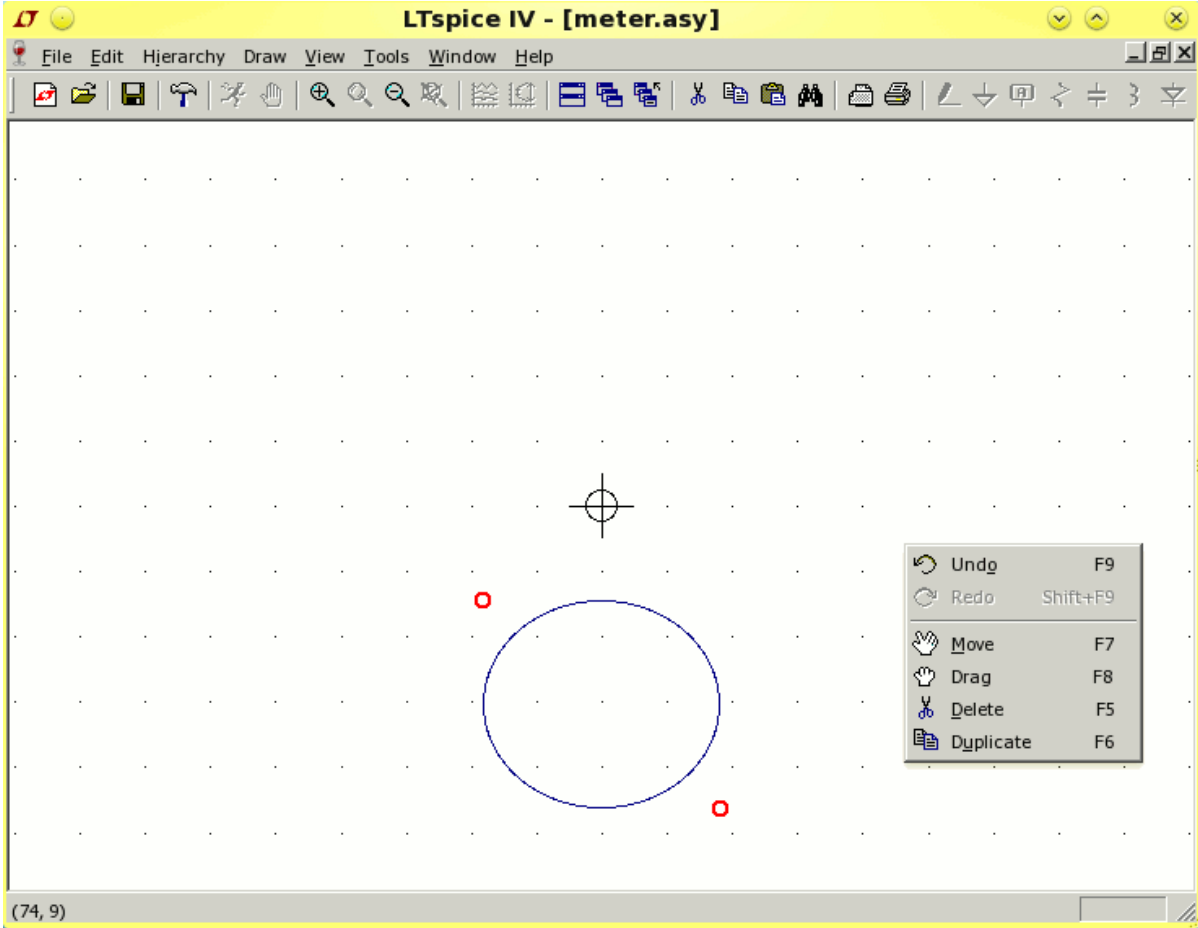 LTspice IV - [meter.asy]
File Edit Hierarchy Draw View Tools Window Help
Undo F9
Redo Shift+F9
Move F7
Drag F8
Delete F5
Duplicate F6
(74, 9)